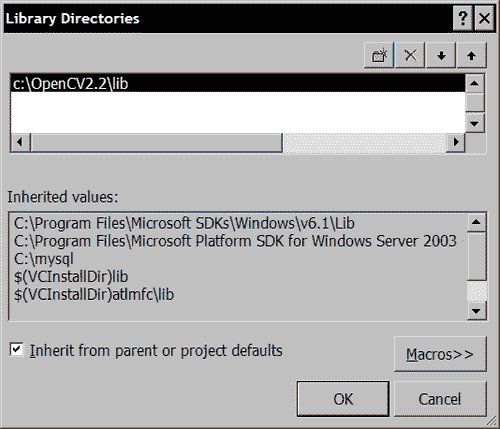 Library Directories
c:\OpenCV2.2\lib
Inherited values:
C:\Program Files\Microsoft SDKs\Windows\v6.1\Lib
C:\Program Files\Microsoft Platform SDK for Windows Server 2003
C:\mysql
$(VCInstallDir)lib
$(VCInstallDir)atlmfc\lib
Inherit from parent or project defaults
Macros>>
OK
Cancel